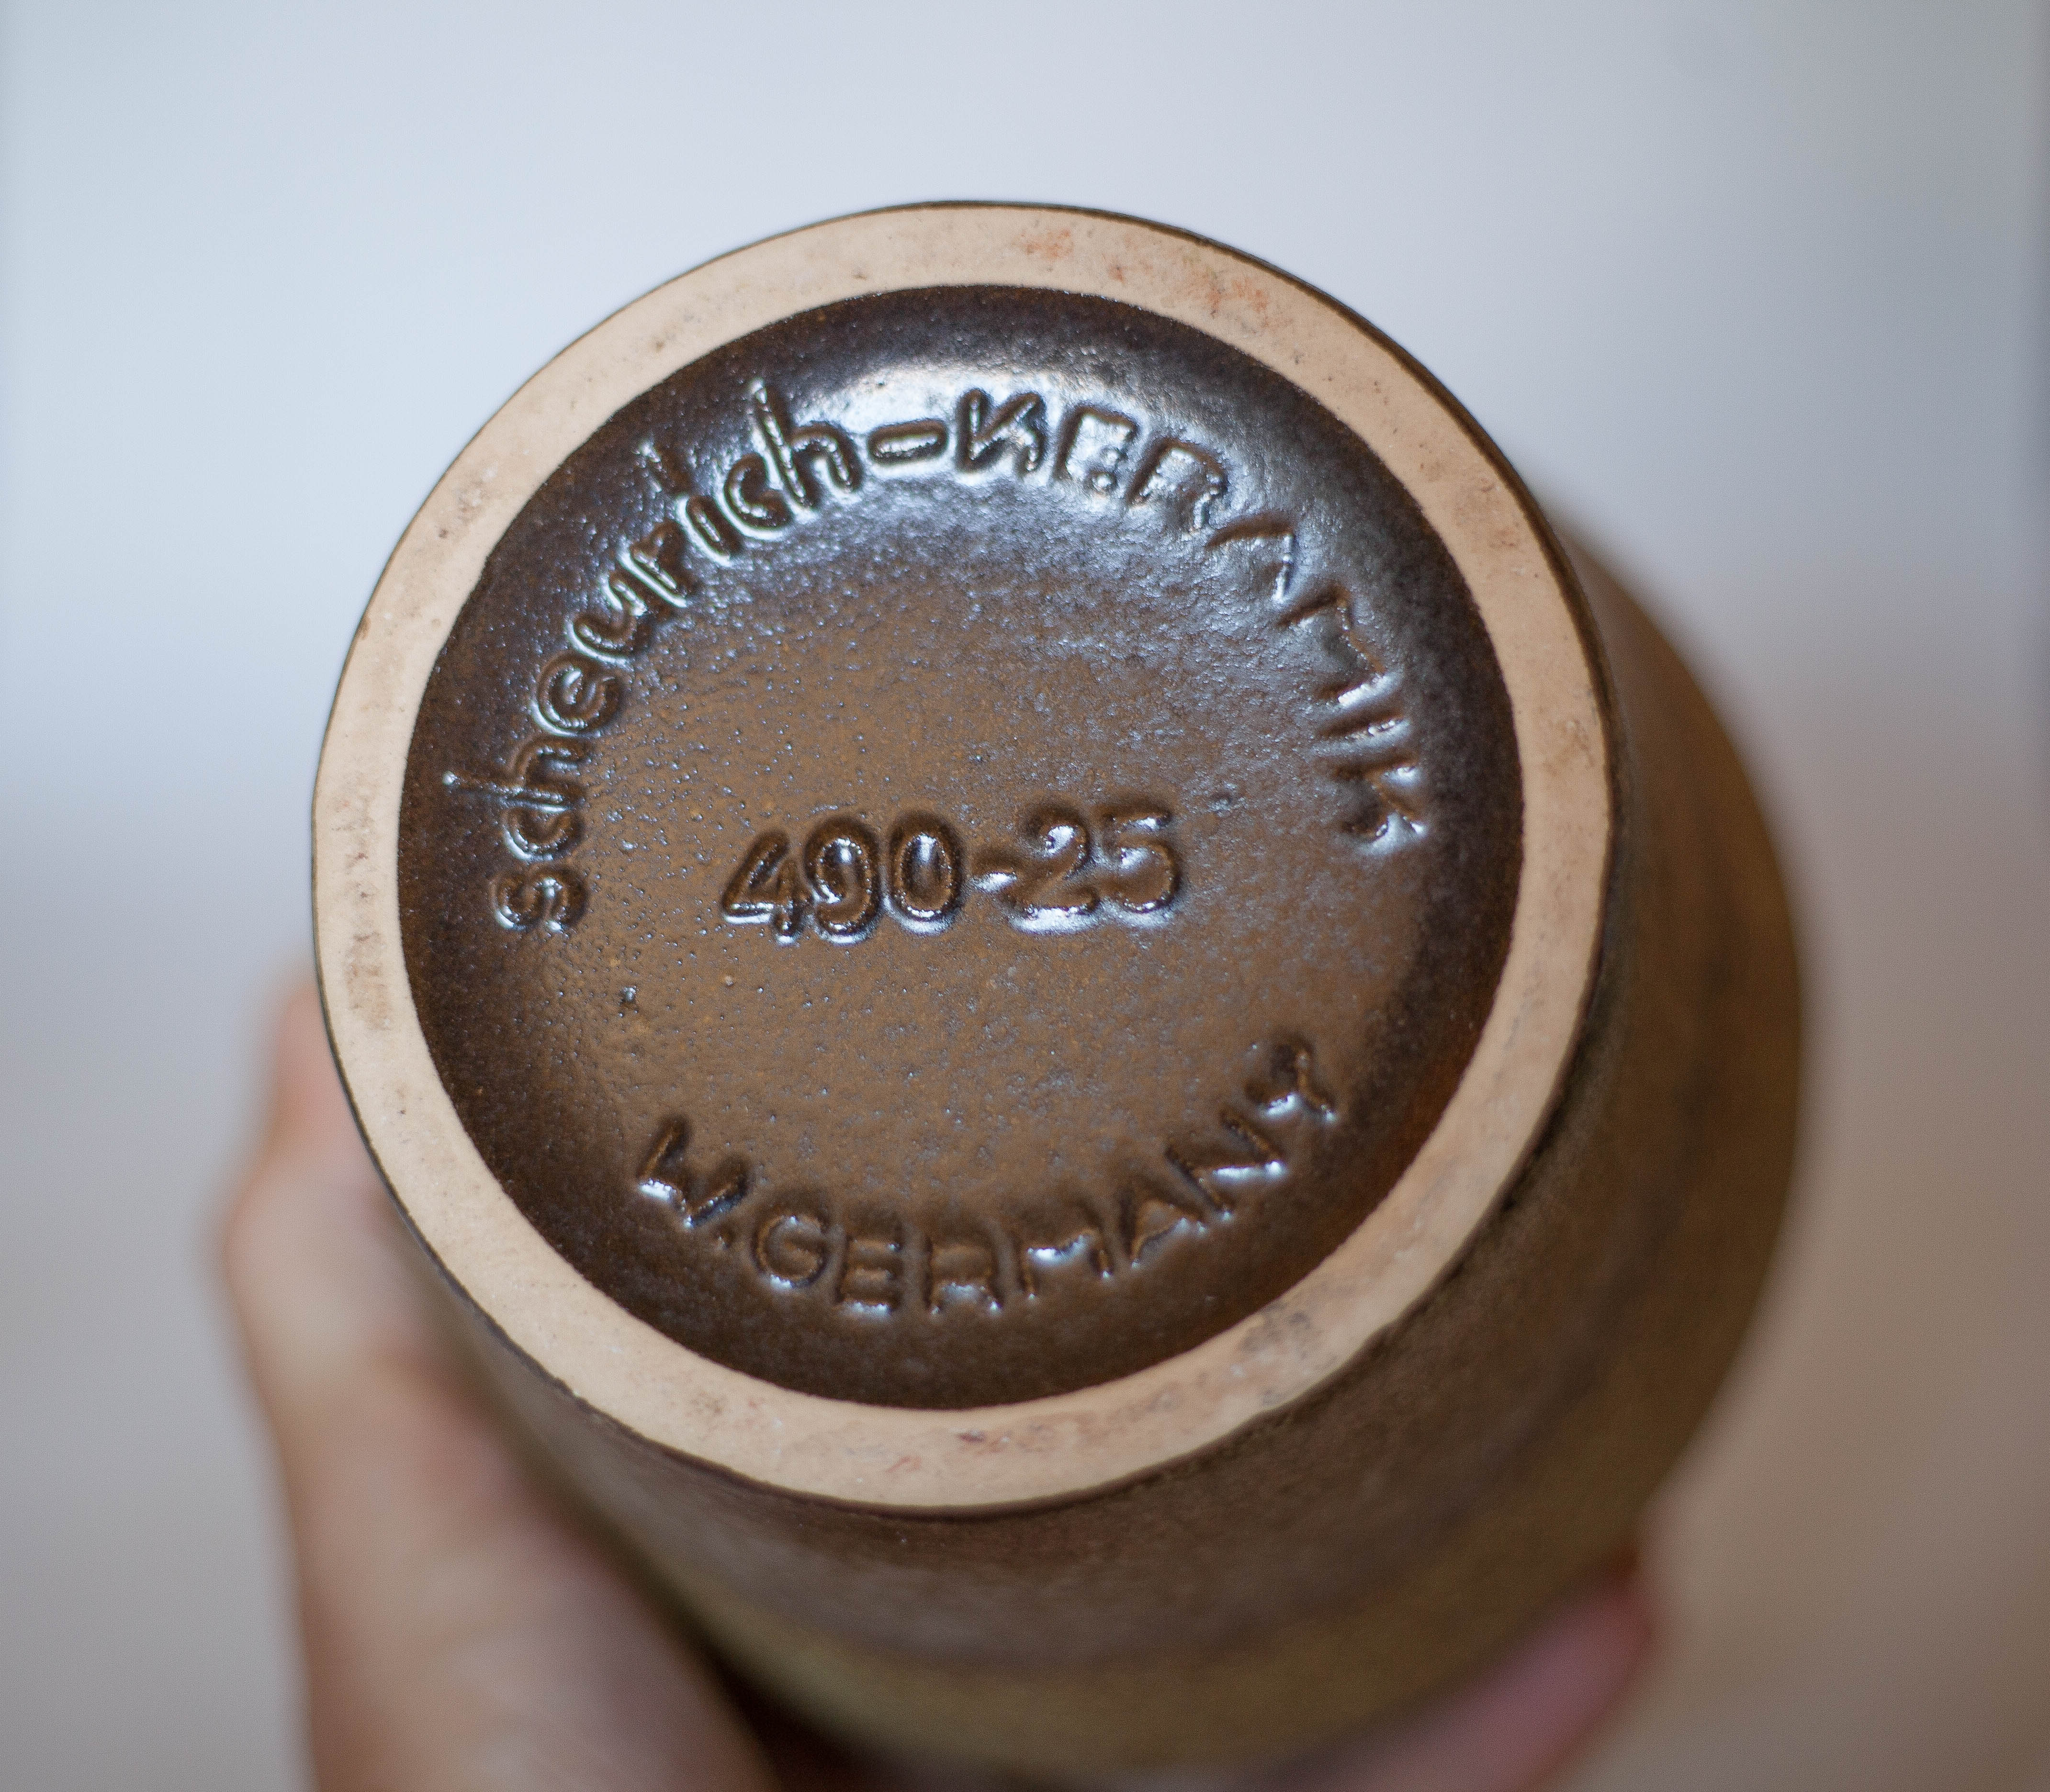 scheurich-KERAMIK
490-25
W.GERMANY